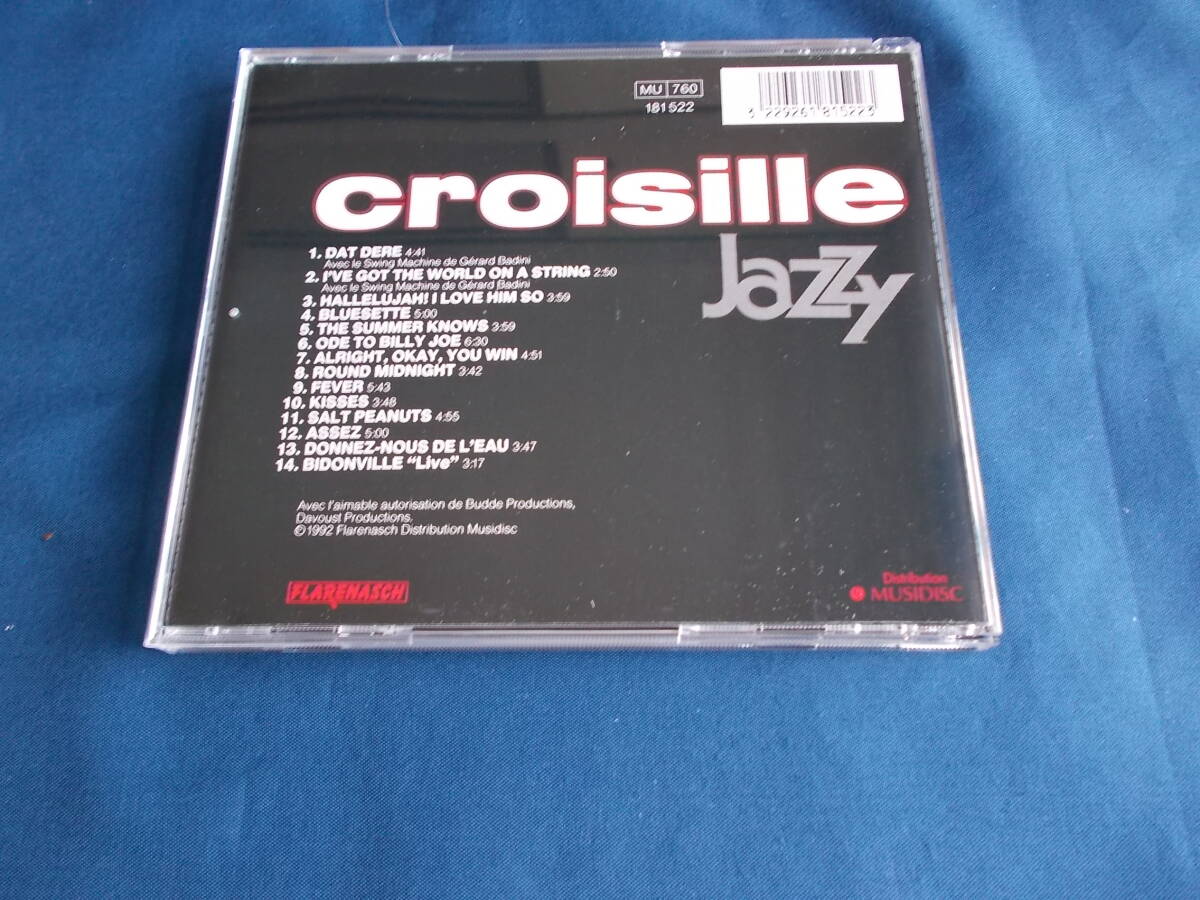 MU 760
181522
3 229261 815223
croisille
Jazzy
1. DAT DERE 4:41
Avec le Swing Machine de Gérard Badini
2. I'VE GOT THE WORLD ON A STRING 2:50
Avec le Swing Machine de Gérard Badini
3. HALLELUJAH! I LOVE HIM SO 3:59
4. BLUESETTE 5:00
5. THE SUMMER KNOWS 3:59
6. ODE TO BILLY JOE 6:30
7. ALRIGHT, OKAY, YOU WIN 4:51
8. ROUND MIDNIGHT 3:42
9. FEVER 5:43
10. KISSES 3:48
11. SALT PEANUTS 4:55
12. ASSEZ 5:00
13. DONNEZ-NOUS DE L'EAU 3:47
14. BIDONVILLE "Live" 3:17
Avec l'aimable autorisation de Budde Productions,
Davoust Productions.
©1992 Flarenasch Distribution Musidisc
FLARENASCH
Distribution
MUSIDISC